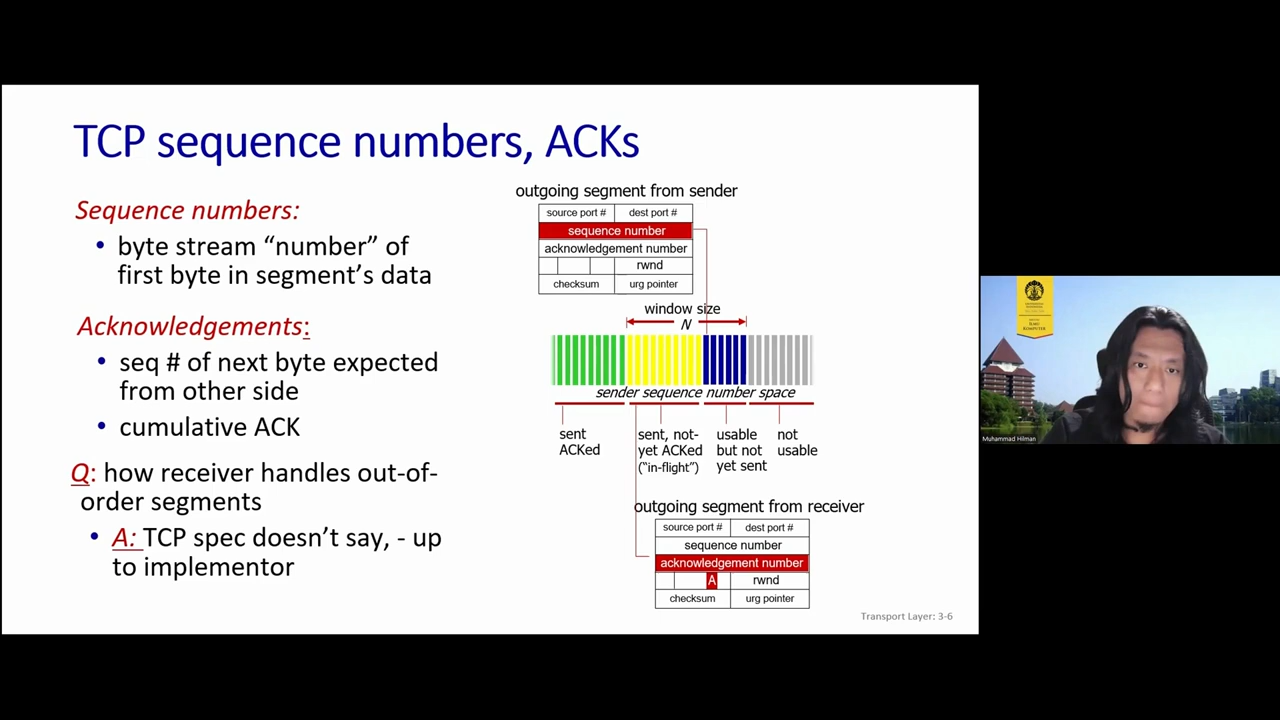 TCP sequence numbers, ACKs
Sequence numbers:
• byte stream “number” of
first byte in segment’s data
Acknowledgements:
• seq # of next byte expected
from other side
• cumulative ACK
Q: how receiver handles out-of-
order segments
• A: TCP spec doesn’t say, - up
to implementor
outgoing segment from sender
source port # dest port #
sequence number
acknowledgement number
rwnd
checksum urg pointer
window size
N
sender sequence number space
sent
ACKed
sent, not-
yet ACKed
(“in-flight”)
usable
but not
yet sent
not
usable
outgoing segment from receiver
source port # dest port #
sequence number
acknowledgement number
A rwnd
checksum urg pointer
Transport Layer: 3-6
ILMU
KOMPUTER
Muhammad Hilman